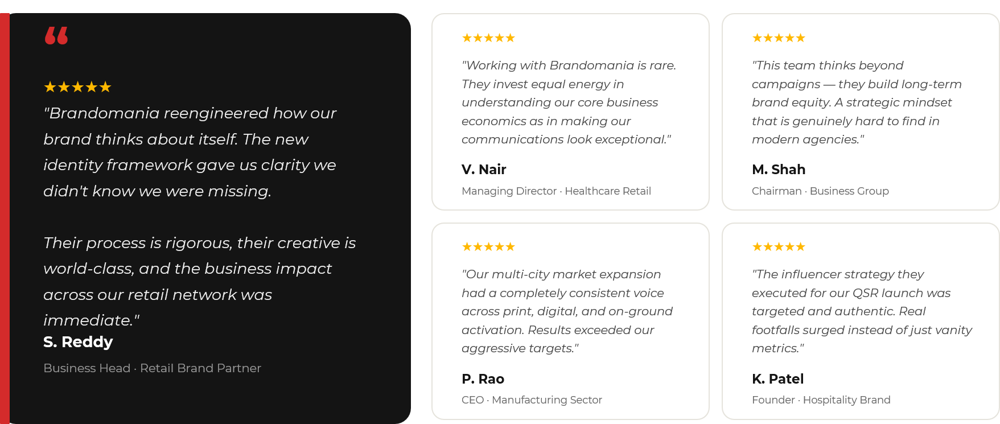 “
★★★★★
"Brandomania reengineered how our
brand thinks about itself. The new
identity framework gave us clarity we
didn't know we were missing.
Their process is rigorous, their creative is
world-class, and the business impact
across our retail network was
immediate."
S. Reddy
Business Head · Retail Brand Partner
★★★★★
"Working with Brandomania is rare.
They invest equal energy in
understanding our core business
economics as in making our
communications look exceptional."
V. Nair
Managing Director · Healthcare Retail
★★★★★
"This team thinks beyond
campaigns — they build long-term
brand equity. A strategic mindset
that is genuinely hard to find in
modern agencies."
M. Shah
Chairman · Business Group
★★★★★
"Our multi-city market expansion
had a completely consistent voice
across print, digital, and on-ground
activation. Results exceeded our
aggressive targets."
P. Rao
CEO · Manufacturing Sector
★★★★★
"The influencer strategy they
executed for our QSR launch was
targeted and authentic. Real
footfalls surged instead of just vanity
metrics."
K. Patel
Founder · Hospitality Brand